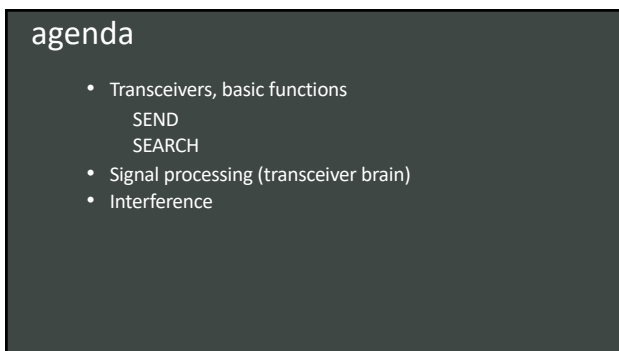 agenda
• Transceivers, basic functions
SEND
SEARCH
• Signal processing (transceiver brain)
• Interference